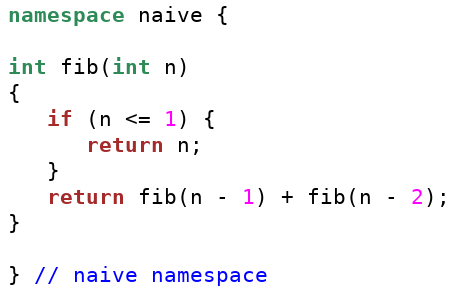 namespace naive {

int fib(int n)
{
   if (n <= 1) {
      return n;
   }
   return fib(n - 1) + fib(n - 2);
}

} // naive namespace